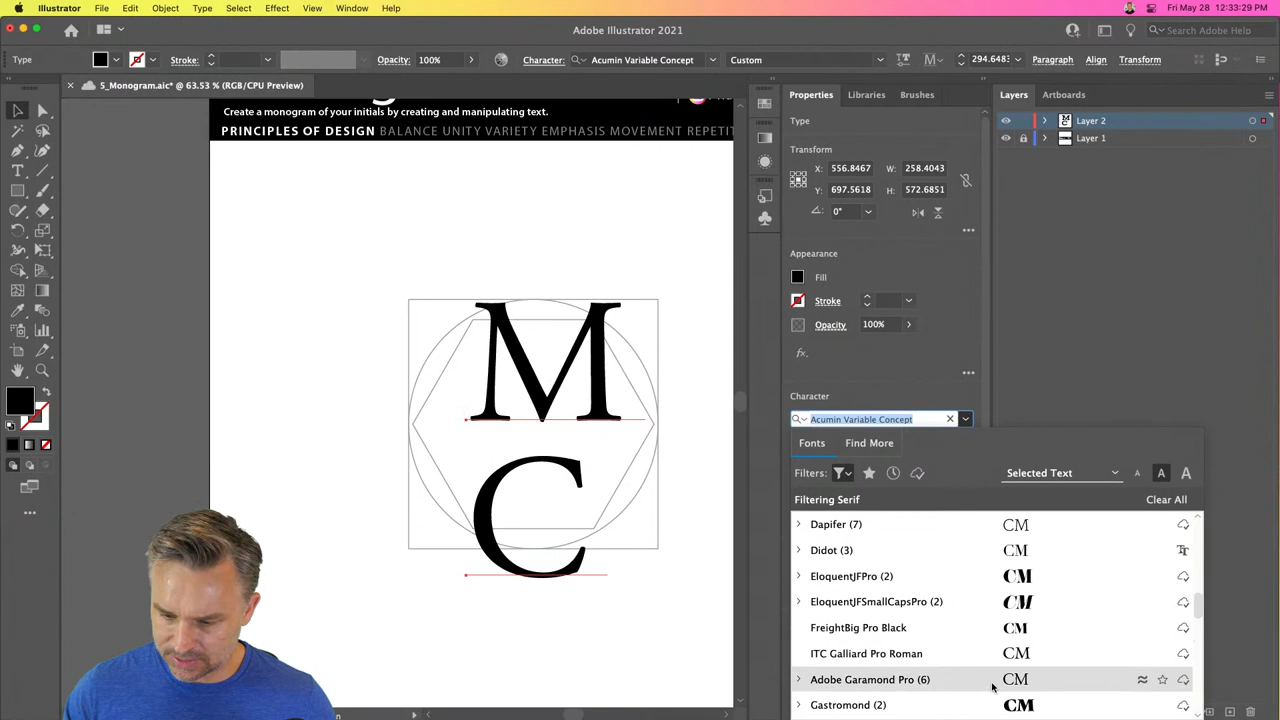 Illustrator File Edit Object Type Select Effect View Window Help Fri May 28 12:33:29 PM
Adobe Illustrator 2021 Search Adobe Help
Type Stroke: Opacity: 100% Character: Acumin Variable Concept Custom 294.6483 Paragraph Align Transform
5_Monogram.aic* @ 63.53 % (RGB/CPU Preview)
Create a monogram of your initials by creating and manipulating text.
PRINCIPLES OF DESIGN BALANCE UNITY VARIETY EMPHASIS MOVEMENT REPETIT
M
C
Properties Libraries Brushes
Type
Transform
X: 556.8467 W: 258.4043
Y: 697.5618 H: 572.6851
0°
Appearance
Fill
Stroke
Opacity 100%
fx.
Character
Acumin Variable Concept
Fonts Find More
Filters: Selected Text A A A
Filtering Serif Clear All
Dapifer (7) CM
Didot (3) CM
EloquentJFPro (2) CM
EloquentJFSmallCapsPro (2) CM
FreightBig Pro Black CM
ITC Galliard Pro Roman CM
Adobe Garamond Pro (6) CM
Gastromond (2) CM
Layers Artboards
Layer 2
Layer 1